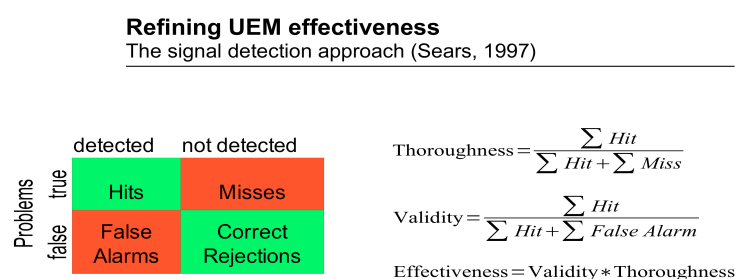 Refining UEM effectiveness
The signal detection approach (Sears, 1997)
detected not detected
Problems
true
false
Hits
Misses
False
Alarms
Correct
Rejections
Thoroughness = ∑ Hit / ∑ Hit + ∑ Miss
Validity = ∑ Hit / ∑ Hit + ∑ False Alarm
Effectiveness = Validity * Thoroughness